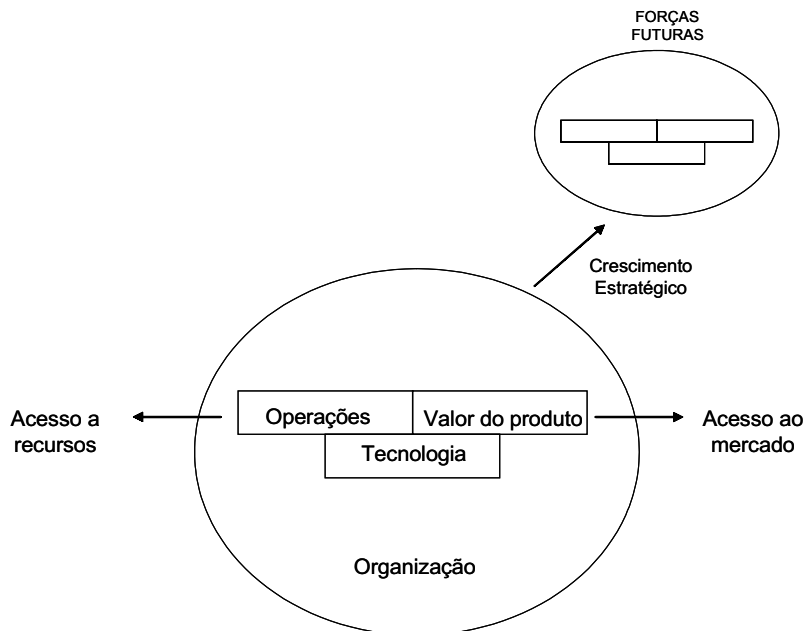 FORÇAS
FUTURAS
Crescimento
Estratégico
Acesso a
recursos
Operações
Valor do produto
Tecnologia
Acesso ao
mercado
Organização